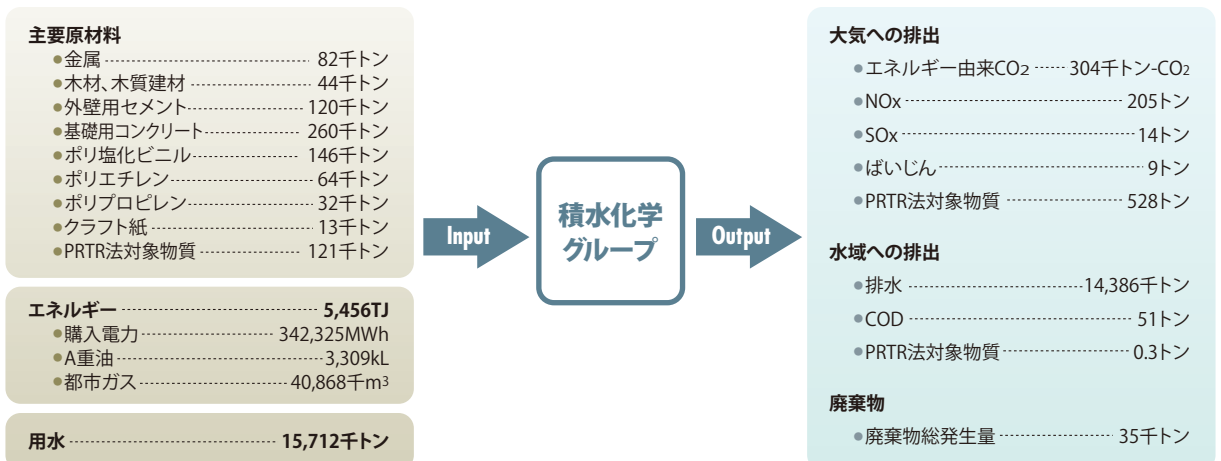 主要原材料
●金属 82千トン
●木材、木質建材 44千トン
●外壁用セメント 120千トン
●基礎用コンクリート 260千トン
●ポリ塩化ビニル 146千トン
●ポリエチレン 64千トン
●ポリプロピレン 32千トン
●クラフト紙 13千トン
●PRTR法対象物質 121千トン
エネルギー 5,456TJ
●購入電力 342,325MWh
●A重油 3,309kL
●都市ガス 40,868千m3
用水 15,712千トン
Input
積水化学
グループ
Output
大気への排出
●エネルギー由来CO2 304千トン-CO2
●NOx 205トン
●SOx 14トン
●ばいじん 9トン
●PRTR法対象物質 528トン
水域への排出
●排水 14,386千トン
●COD 51トン
●PRTR法対象物質 0.3トン
廃棄物
●廃棄物総発生量 35千トン